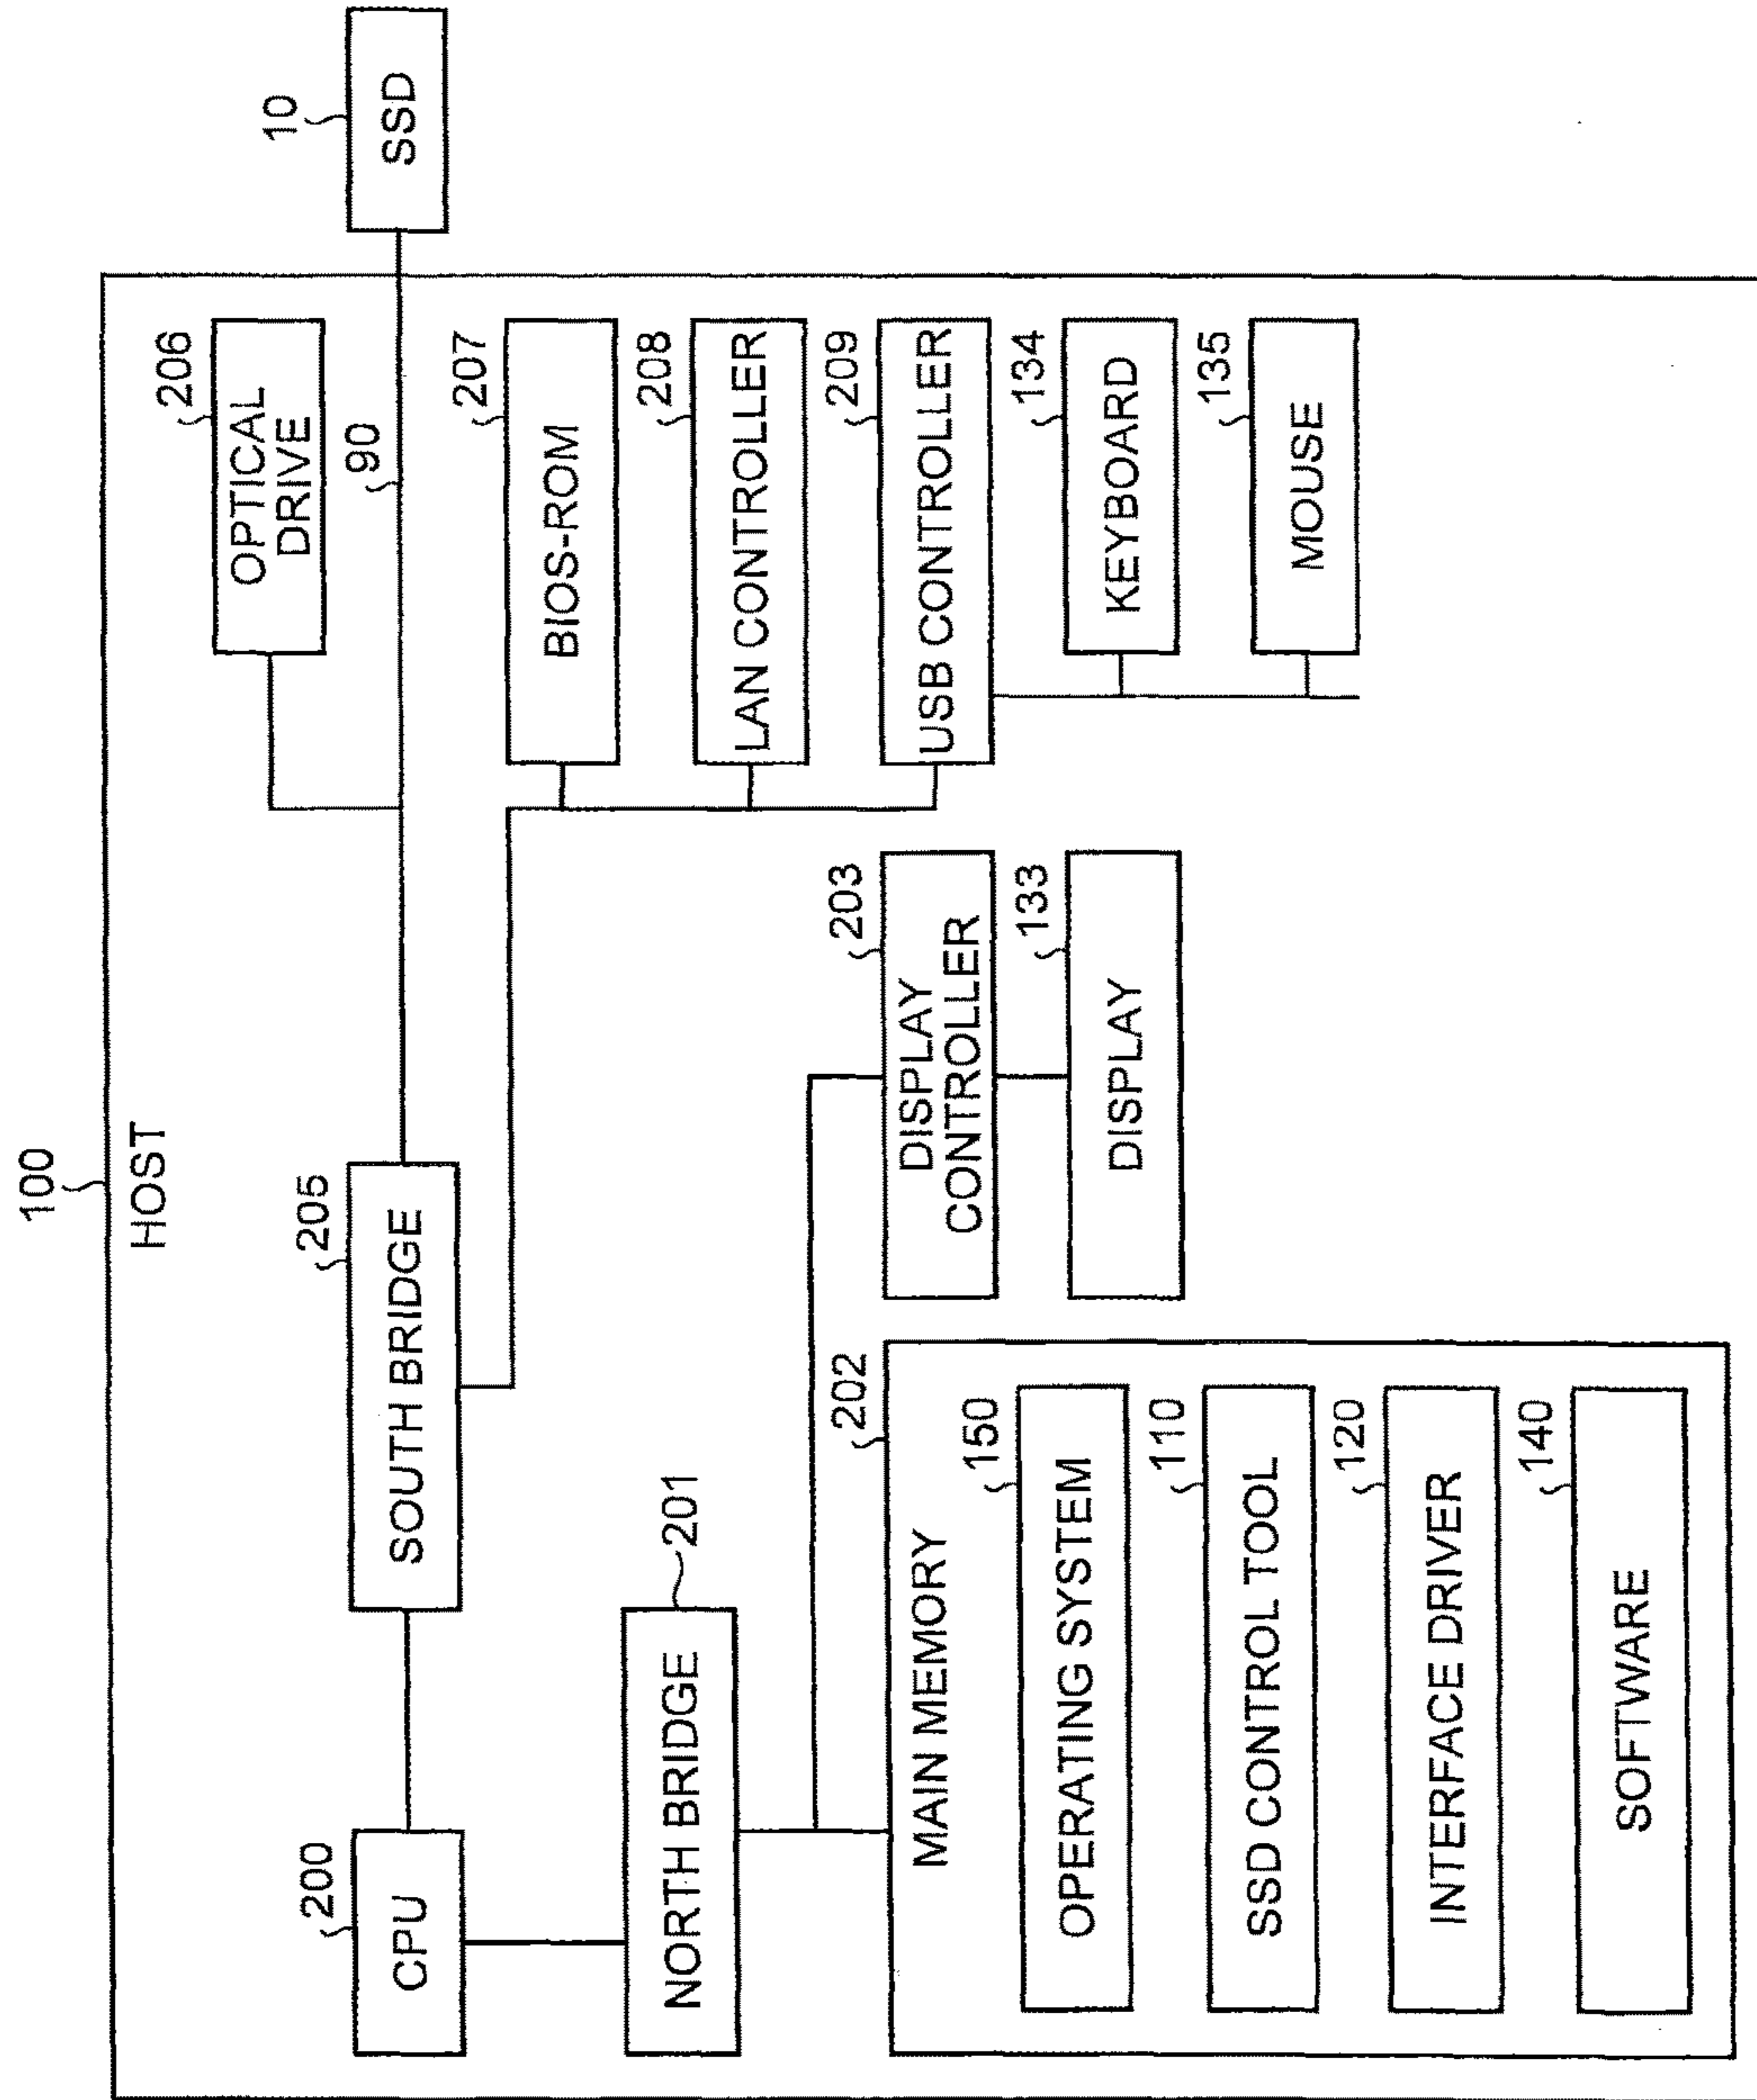 100
HOST
200
CPU
205
SOUTH BRIDGE
206
OPTICAL
DRIVE
90
10
SSD
201
NORTH BRIDGE
207
BIOS-ROM
208
LAN CONTROLLER
209
USB CONTROLLER
134
KEYBOARD
135
MOUSE
203
DISPLAY
CONTROLLER
133
DISPLAY
202
MAIN MEMORY
150
OPERATING SYSTEM
110
SSD CONTROL TOOL
120
INTERFACE DRIVER
140
SOFTWARE